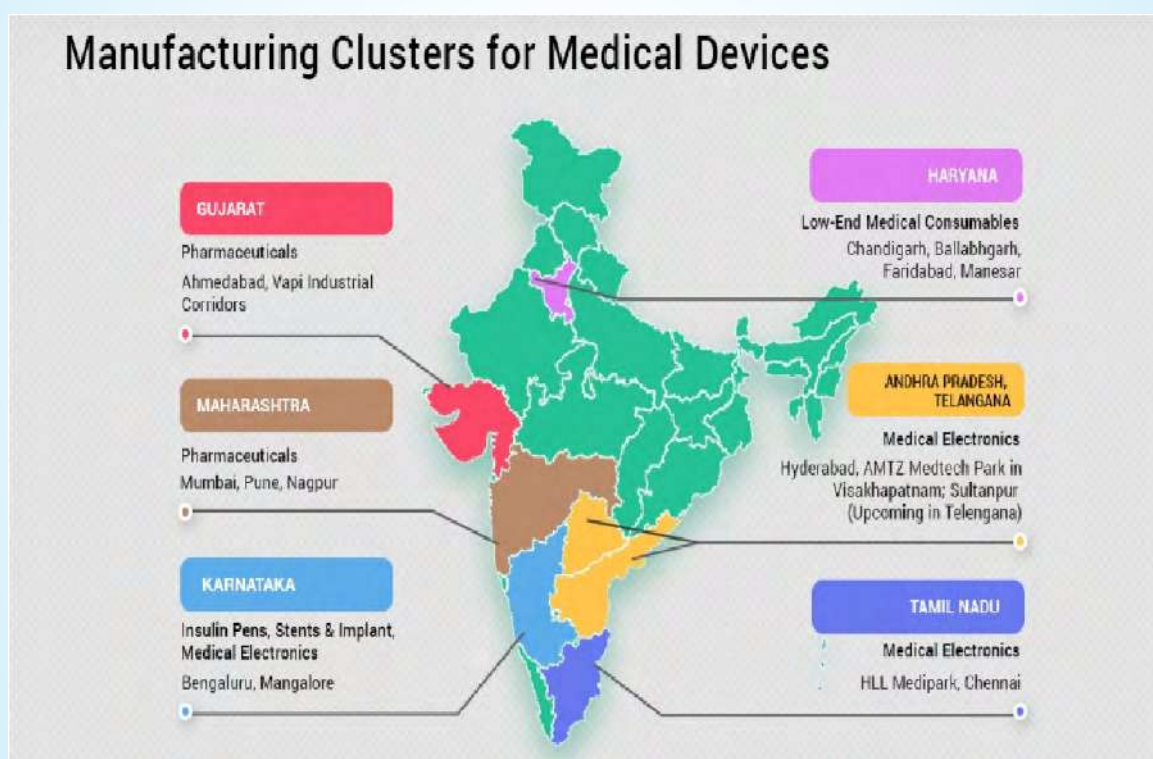 Manufacturing Clusters for Medical Devices
GUJARAT
Pharmaceuticals
Ahmedabad, Vapi Industrial
Corridors
MAHARASHTRA
Pharmaceuticals
Mumbai, Pune, Nagpur
KARNATAKA
Insulin Pens, Stents & Implant,
Medical Electronics
Bengaluru, Mangalore
HARYANA
Low-End Medical Consumables
Chandigarh, Ballabhgarh,
Faridabad, Manesar
ANDHRA PRADESH,
TELANGANA
Medical Electronics
Hyderabad, AMTZ Medtech Park in
Visakhapatnam; Sultanpur
(Upcoming in Telengana)
TAMIL NADU
Medical Electronics
HLL Medipark, Chennai